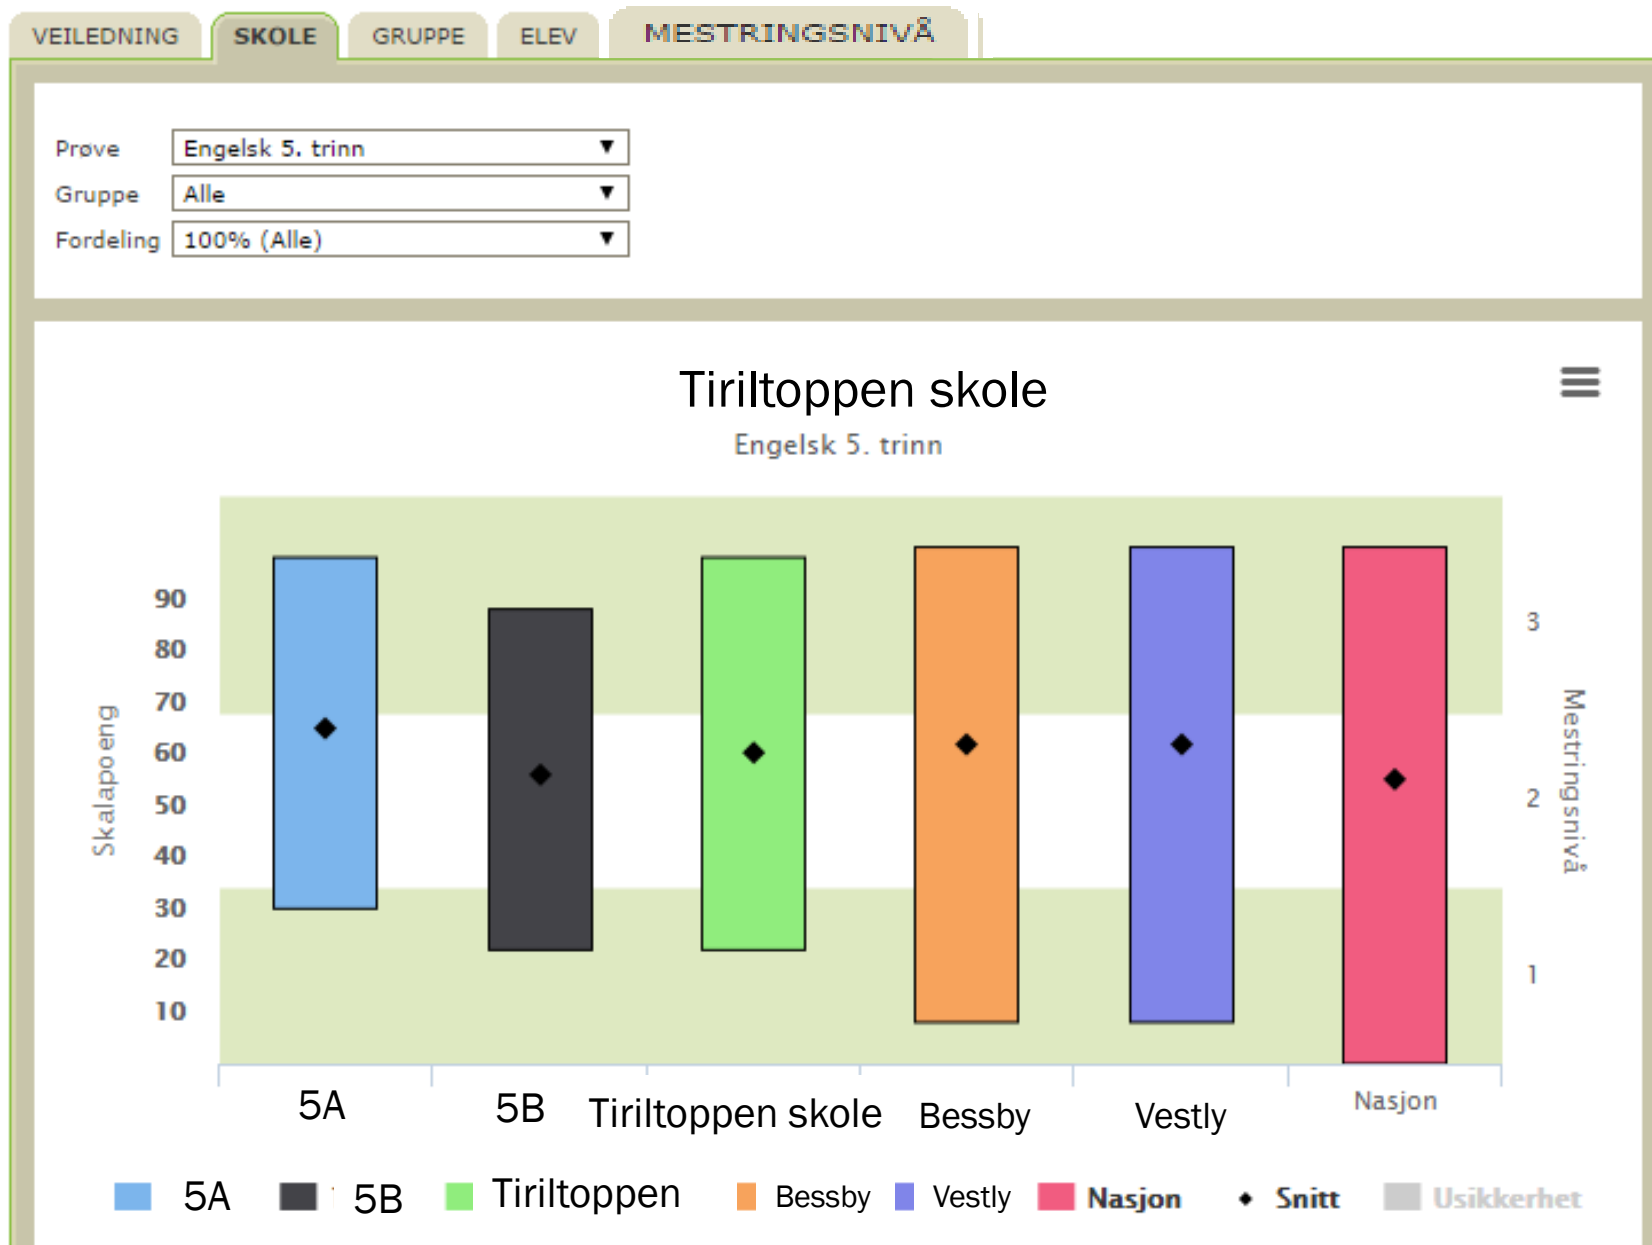 VEILEDNING SKOLE GRUPPE ELEV MESTRINGSNIVÅ
Prøve Engelsk 5. trinn
Gruppe Alle
Fordeling 100% (Alle)
Tiriltoppen skole
Engelsk 5. trinn
Skalapoeng
90
80
70
60
50
40
30
20
10
3
2
1
Mestringsnivå
5A 5B Tiriltoppen skole Bessby Vestly Nasjon
5A 5B Tiriltoppen Bessby Vestly Nasjon Snitt Usikkerhet